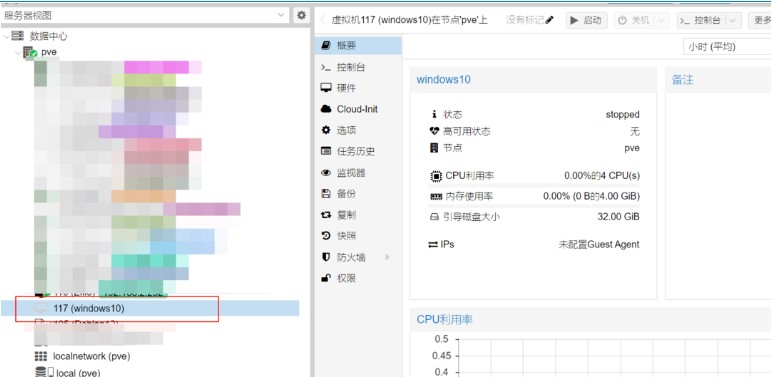 服务器视图
数据中心
pve
117 (windows10)
localnetwork (pve)
local (pve)
虚拟机117 (windows10)在节点'pve'上 没有标记 启动 关机 控制台 更多
概要
控制台
硬件
Cloud-Init
选项
任务历史
监视器
备份
复制
快照
防火墙
权限
小时 (平均)
windows10
备注
状态 stopped
高可用状态 无
节点 pve
CPU利用率 0.00%的4 CPU(s)
内存使用率 0.00% (0 B的4.00 GiB)
引导磁盘大小 32.00 GiB
IPs 未配置Guest Agent
CPU利用率
0.5
0.45
0.4